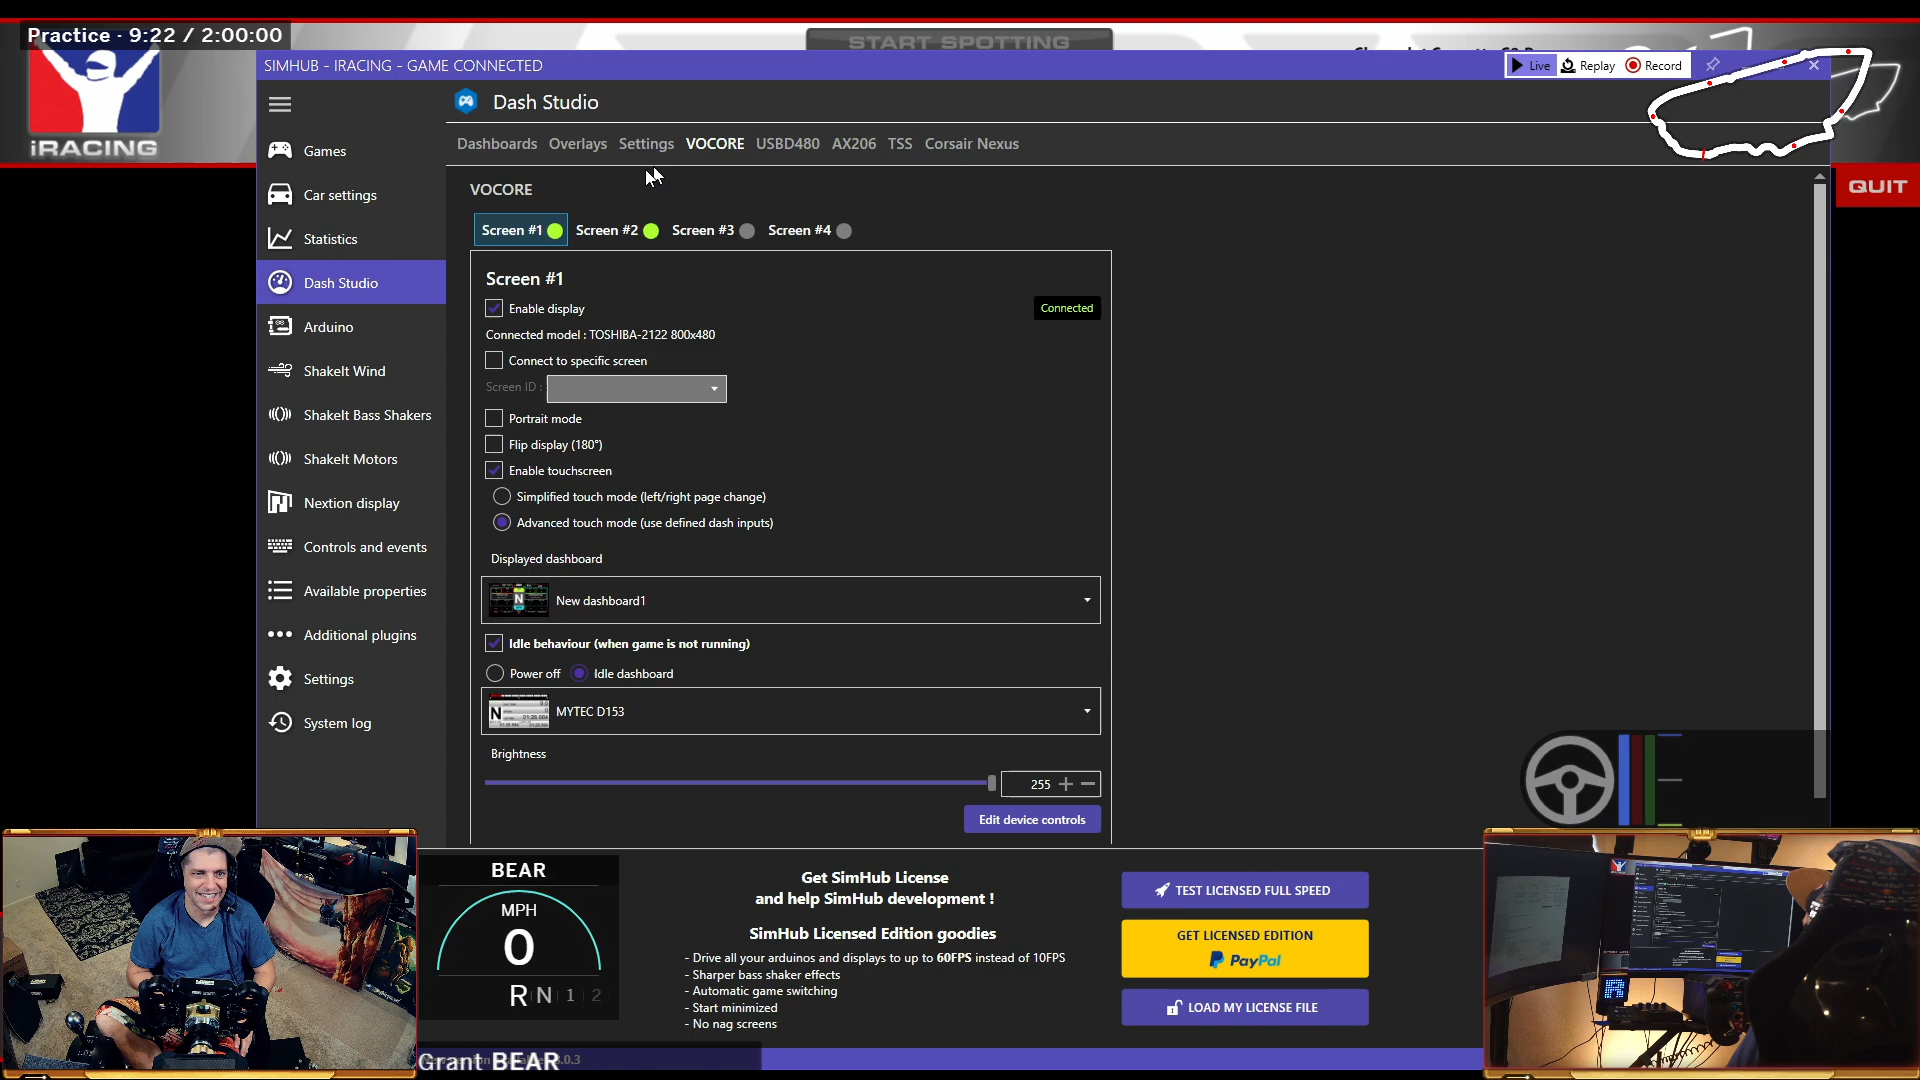 Practice · 9:22 / 2:00:00
START SPOTTING
iRACING
SIMHUB - IRACING - GAME CONNECTED
Live
Replay
Record
QUIT
Games
Car settings
Statistics
Dash Studio
Arduino
ShakeIt Wind
ShakeIt Bass Shakers
ShakeIt Motors
Nextion display
Controls and events
Available properties
Additional plugins
Settings
System log
Dash Studio
Dashboards Overlays Settings VOCORE USBD480 AX206 TSS Corsair Nexus
VOCORE
Screen #1 Screen #2 Screen #3 Screen #4
Screen #1
Enable display
Connected
Connected model : TOSHIBA-2122 800x480
Connect to specific screen
Screen ID :
Portrait mode
Flip display (180°)
Enable touchscreen
Simplified touch mode (left/right page change)
Advanced touch mode (use defined dash inputs)
Displayed dashboard
N New dashboard1
Idle behaviour (when game is not running)
Power off Idle dashboard
N MYTEC D153
Brightness
255
Edit device controls
BEAR
MPH
0
R N 1 2
Get SimHub License
and help SimHub development !
SimHub Licensed Edition goodies
- Drive all your arduinos and displays to up to 60FPS instead of 10FPS
- Sharper bass shaker effects
- Automatic game switching
- Start minimized
- No nag screens
TEST LICENSED FULL SPEED
GET LICENSED EDITION
PayPal
LOAD MY LICENSE FILE
Grant BEAR